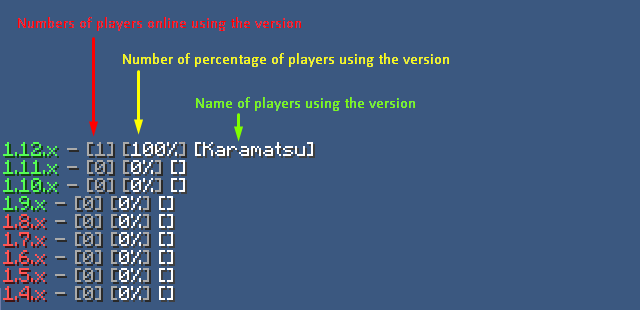 Numbers of players online using the version
Number of percentage of players using the version
Name of players using the version
1.12.x - [1] [100%] [Karamatsu]
1.11.x - [0] [0%] []
1.10.x - [0] [0%] []
1.9.x - [0] [0%] []
1.8.x - [0] [0%] []
1.7.x - [0] [0%] []
1.6.x - [0] [0%] []
1.5.x - [0] [0%] []
1.4.x - [0] [0%] []